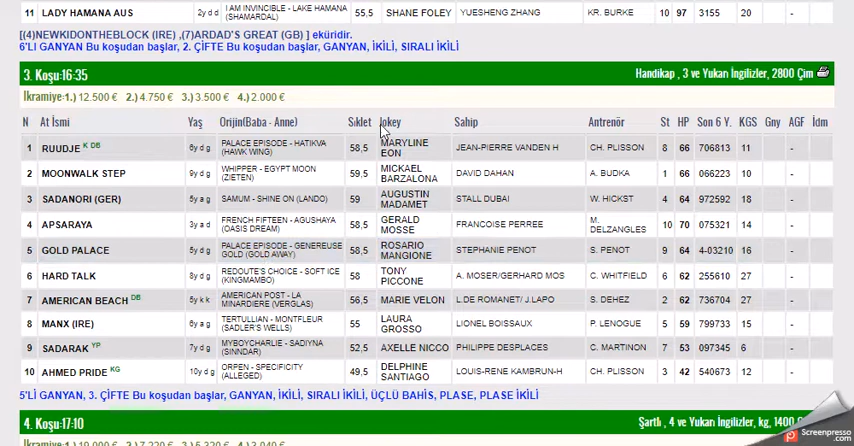 11 LADY HAMANA AUS 2y d d I AM INVINCIBLE - LAKE HAMANA (SHAMARDAL) 55,5 SHANE FOLEY YUESHENG ZHANG KR. BURKE 10 97 3155 20 -
[(4)NEWKIDONTHEBLOCK (IRE) ,(7)ARDAD'S GREAT (GB) ] eküridir.
6'LI GANYAN Bu koşudan başlar, 2. ÇİFTE Bu koşudan başlar, GANYAN, İKİLİ, SIRALI İKİLİ
3. Koşu:16:35 Handikap , 3 ve Yukarı İngilizler, 2800 Çim
İkramiye:1.) 12.500 € 2.) 4.750 € 3.) 3.500 € 4.) 2.000 €
N At İsmi Yaş Orijin(Baba - Anne) Sıklet Jokey Sahip Antrenör St HP Son 6 Y. KGS Gny AGF İdm
1 RUUDJE K DB 6y d g PALACE EPISODE - HATIKVA (HAWK WING) 58,5 MARYLINE EON JEAN-PIERRE VANDEN H CH. PLISSON 8 66 706813 11 -
2 MOONWALK STEP 9y d g WHIPPER - EGYPT MOON (ZIETEN) 59,5 MICKAEL BARZALONA DAVID DAHAN A. BUDKA 1 66 066223 10 -
3 SADANORI (GER) 5y a g SAMUM - SHINE ON (LANDO) 59 AUGUSTIN MADAMET STALL DUBAI W. HICKST 4 64 972592 18 -
4 APSARAYA 3y a d FRENCH FIFTEEN - AGUSHAYA (OASIS DREAM) 58,5 GERALD MOSSE FRANCOISE PERREE M. DELZANGLES 10 70 075321 14 -
5 GOLD PALACE 5y d g PALACE EPISODE - GENEREUSE GOLD (GOLD AWAY) 58,5 ROSARIO MANGIONE STEPHANIE PENOT S. PENOT 9 64 4-03210 16 -
6 HARD TALK 8y d g REDOUTE'S CHOICE - SOFT ICE (KINGMAMBO) 58 TONY PICCONE A. MOSER/GERHARD MOS C. WHITFIELD 6 62 255610 27 -
7 AMERICAN BEACH DB 5y k k AMERICAN POST - LA MINARDIERE (VERGLAS) 56,5 MARIE VELON L.DE ROMANET/ J.LAPO S. DEHEZ 2 62 736704 27 -
8 MANX (IRE) 6y a g TERTULLIAN - MONTFLEUR (SADLER'S WELLS) 55 LAURA GROSSO LIONEL BOISSAUX P. LENOGUE 5 59 799733 15 -
9 SADARAK YP 7y d g MYBOYCHARLIE - SADIYNA (SINNDAR) 52,5 AXELLE NICCO PHILIPPE DESPLACES C. MARTINON 7 53 097345 6 -
10 AHMED PRIDE KG 10y d g ORPEN - SPECIFICITY (ALLEGED) 49,5 DELPHINE SANTIAGO LOUIS-RENE KAMBRUN-H CH. PLISSON 3 42 540673 12 -
5'Lİ GANYAN, 3. ÇİFTE Bu koşudan başlar, GANYAN, İKİLİ, SIRALI İKİLİ, ÜÇLÜ BAHİS, PLASE, PLASE İKİLİ
4. Koşu:17:10 Şartlı , 4 ve Yukarı İngilizler, kg, 1400
Screenpresso
.com